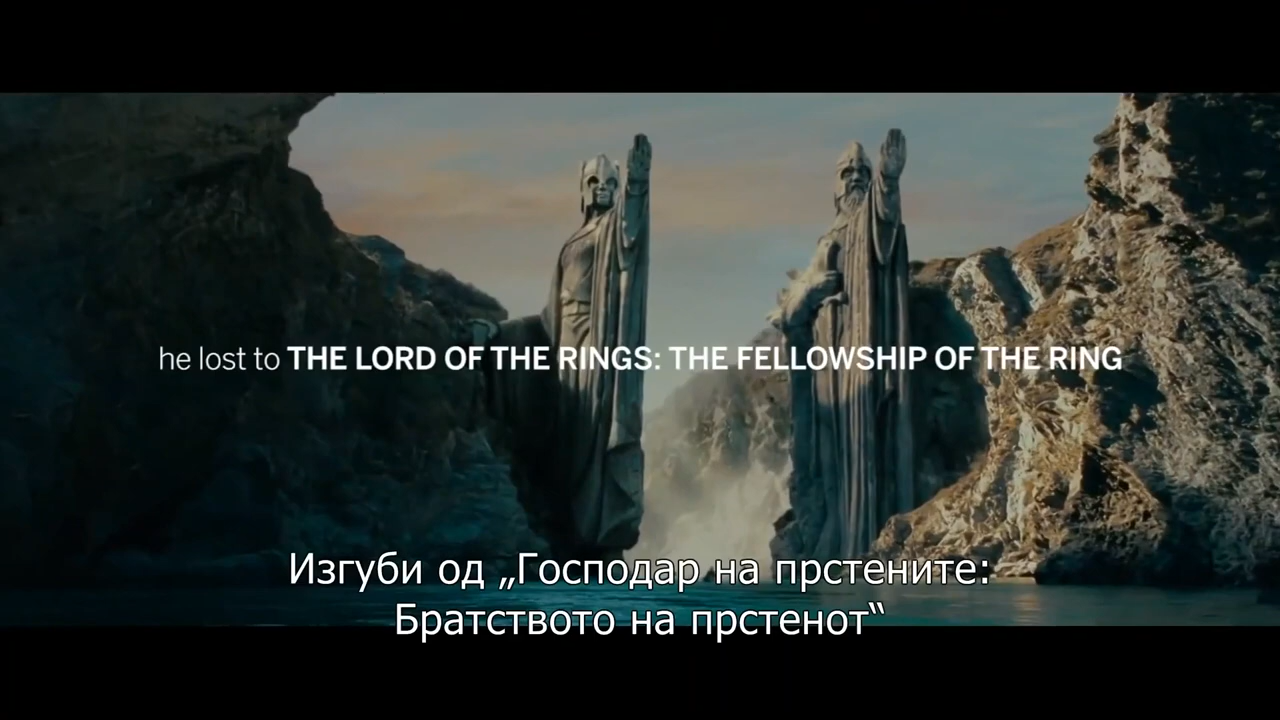 he lost to THE LORD OF THE RINGS: THE FELLOWSHIP OF THE RING
Изгуби од „Господар на прстените:
Братството на прстенот“